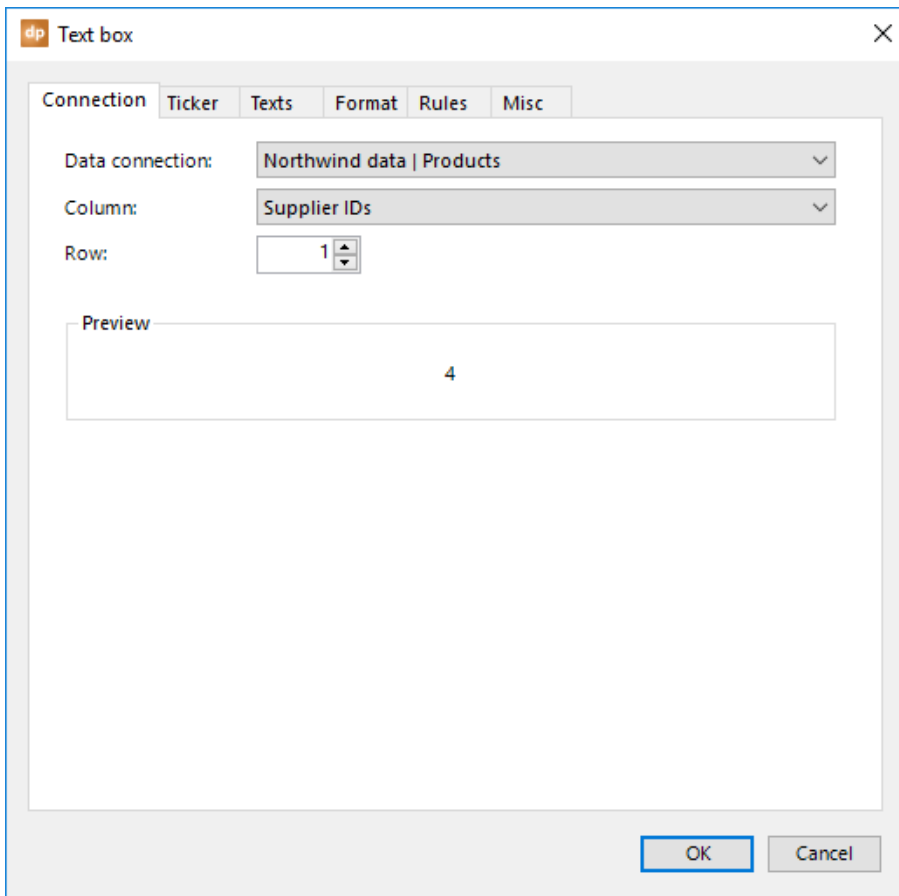 dp Text box
Connection Ticker Texts Format Rules Misc
Data connection: Northwind data | Products
Column: Supplier IDs
Row: 1
Preview
4
OK Cancel